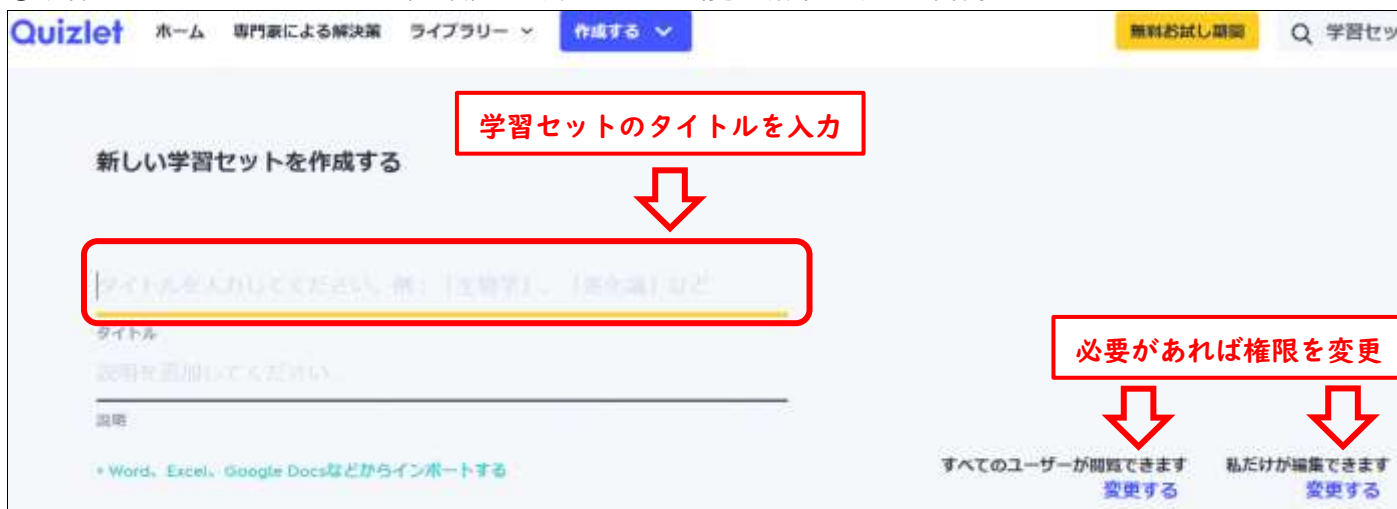 Quizlet ホーム 専門家による解決策 ライブラリー 作成する 無料お試し期間 学習セッ
学習セットのタイトルを入力
新しい学習セットを作成する
タイトルを入力してください。例:「生物学」、「進化論」など
タイトル
必要があれば権限を変更
説明を追加してください
説明
+ Word、Excel、Google Docsなどからインポートする
すべてのユーザーが閲覧できます 私だけが編集できます
変更する 変更する